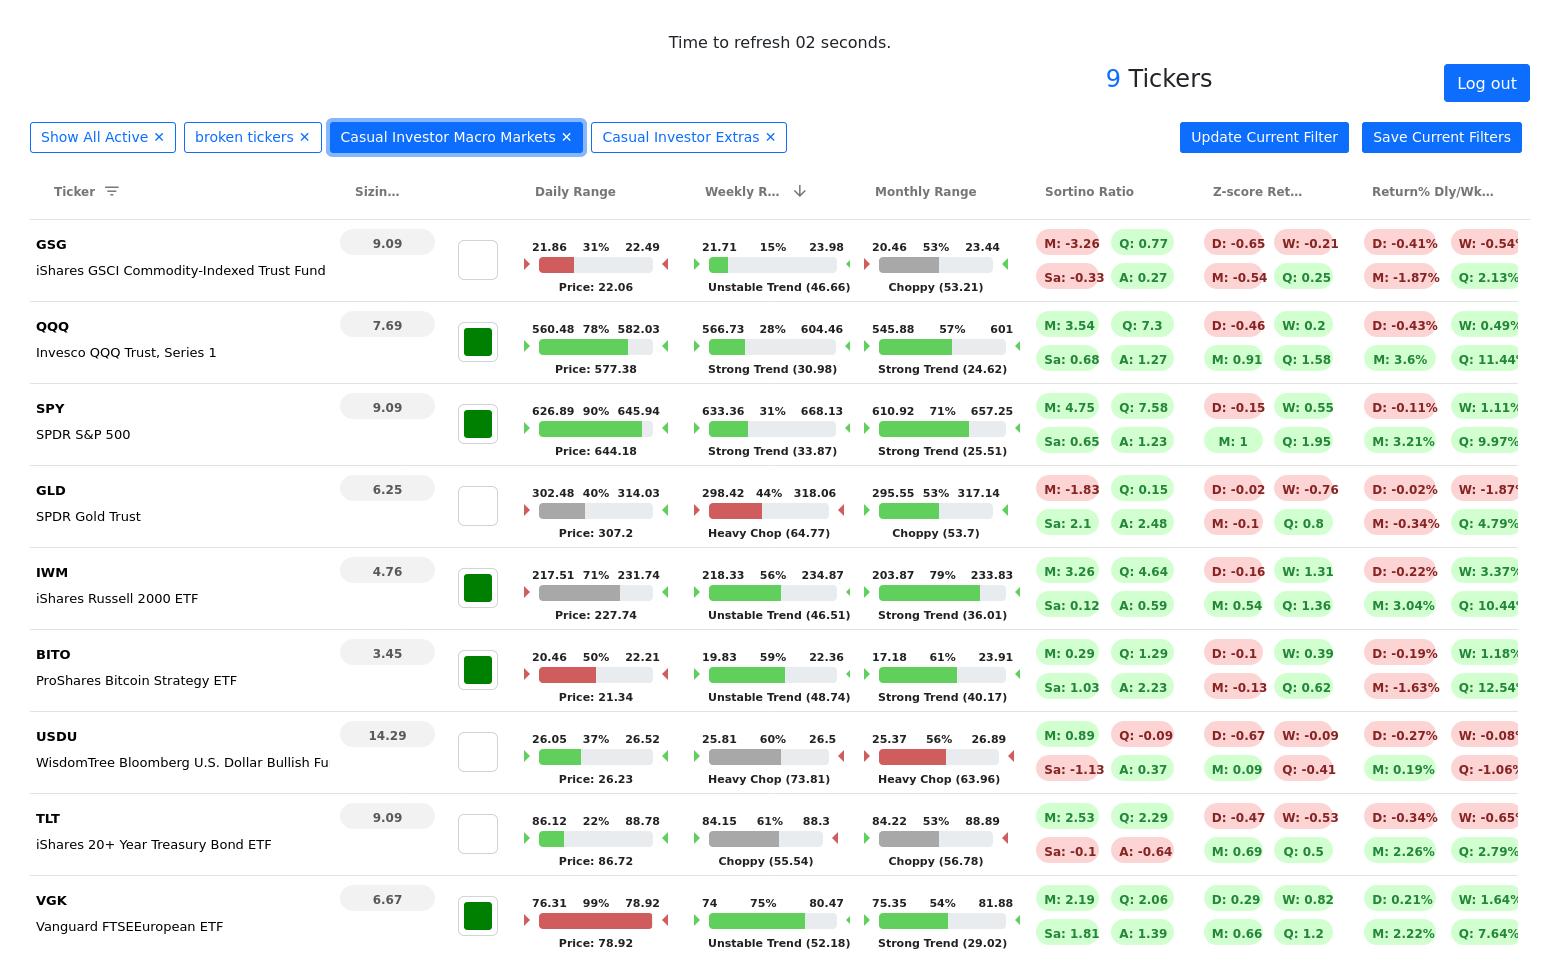 Time to refresh 02 seconds.
9 Tickers
Log out
Show All Active ✕ broken tickers ✕ Casual Investor Macro Markets ✕ Casual Investor Extras ✕ Update Current Filter Save Current Filters
Ticker Sizin... Daily Range Weekly R... Monthly Range Sortino Ratio Z-score Ret... Return% Dly/Wk...
GSG 9.09 21.86 31% 22.49 21.71 15% 23.98 20.46 53% 23.44 M: -3.26 Q: 0.77 D: -0.65 W: -0.21 D: -0.41% W: -0.54%
iShares GSCI Commodity-Indexed Trust Fund Sa: -0.33 A: 0.27 M: -0.54 Q: 0.25 M: -1.87% Q: 2.13%
Price: 22.06 Unstable Trend (46.66) Choppy (53.21)
QQQ 7.69 560.48 78% 582.03 566.73 28% 604.46 545.88 57% 601 M: 3.54 Q: 7.3 D: -0.46 W: 0.2 D: -0.43% W: 0.49%
Invesco QQQ Trust, Series 1 Sa: 0.68 A: 1.27 M: 0.91 Q: 1.58 M: 3.6% Q: 11.44%
Price: 577.38 Strong Trend (30.98) Strong Trend (24.62)
SPY 9.09 626.89 90% 645.94 633.36 31% 668.13 610.92 71% 657.25 M: 4.75 Q: 7.58 D: -0.15 W: 0.55 D: -0.11% W: 1.11%
SPDR S&P 500 Sa: 0.65 A: 1.23 M: 1 Q: 1.95 M: 3.21% Q: 9.97%
Price: 644.18 Strong Trend (33.87) Strong Trend (25.51)
GLD 6.25 302.48 40% 314.03 298.42 44% 318.06 295.55 53% 317.14 M: -1.83 Q: 0.15 D: -0.02 W: -0.76 D: -0.02% W: -1.87%
SPDR Gold Trust Sa: 2.1 A: 2.48 M: -0.1 Q: 0.8 M: -0.34% Q: 4.79%
Price: 307.2 Heavy Chop (64.77) Choppy (53.7)
IWM 4.76 217.51 71% 231.74 218.33 56% 234.87 203.87 79% 233.83 M: 3.26 Q: 4.64 D: -0.16 W: 1.31 D: -0.22% W: 3.37%
iShares Russell 2000 ETF Sa: 0.12 A: 0.59 M: 0.54 Q: 1.36 M: 3.04% Q: 10.44%
Price: 227.74 Unstable Trend (46.51) Strong Trend (36.01)
BITO 3.45 20.46 50% 22.21 19.83 59% 22.36 17.18 61% 23.91 M: 0.29 Q: 1.29 D: -0.1 W: 0.39 D: -0.19% W: 1.18%
ProShares Bitcoin Strategy ETF Sa: 1.03 A: 2.23 M: -0.13 Q: 0.62 M: -1.63% Q: 12.54%
Price: 21.34 Unstable Trend (48.74) Strong Trend (40.17)
USDU 14.29 26.05 37% 26.52 25.81 60% 26.5 25.37 56% 26.89 M: 0.89 Q: -0.09 D: -0.67 W: -0.09 D: -0.27% W: -0.08%
WisdomTree Bloomberg U.S. Dollar Bullish Fu Sa: -1.13 A: 0.37 M: 0.09 Q: -0.41 M: 0.19% Q: -1.06%
Price: 26.23 Heavy Chop (73.81) Heavy Chop (63.96)
TLT 9.09 86.12 22% 88.78 84.15 61% 88.3 84.22 53% 88.89 M: 2.53 Q: 2.29 D: -0.47 W: -0.53 D: -0.34% W: -0.65%
iShares 20+ Year Treasury Bond ETF Sa: -0.1 A: -0.64 M: 0.69 Q: 0.5 M: 2.26% Q: 2.79%
Price: 86.72 Choppy (55.54) Choppy (56.78)
VGK 6.67 76.31 99% 78.92 74 75% 80.47 75.35 54% 81.88 M: 2.19 Q: 2.06 D: 0.29 W: 0.82 D: 0.21% W: 1.64%
Vanguard FTSEEuropean ETF Sa: 1.81 A: 1.39 M: 0.66 Q: 1.2 M: 2.22% Q: 7.64%
Price: 78.92 Unstable Trend (52.18) Strong Trend (29.02)